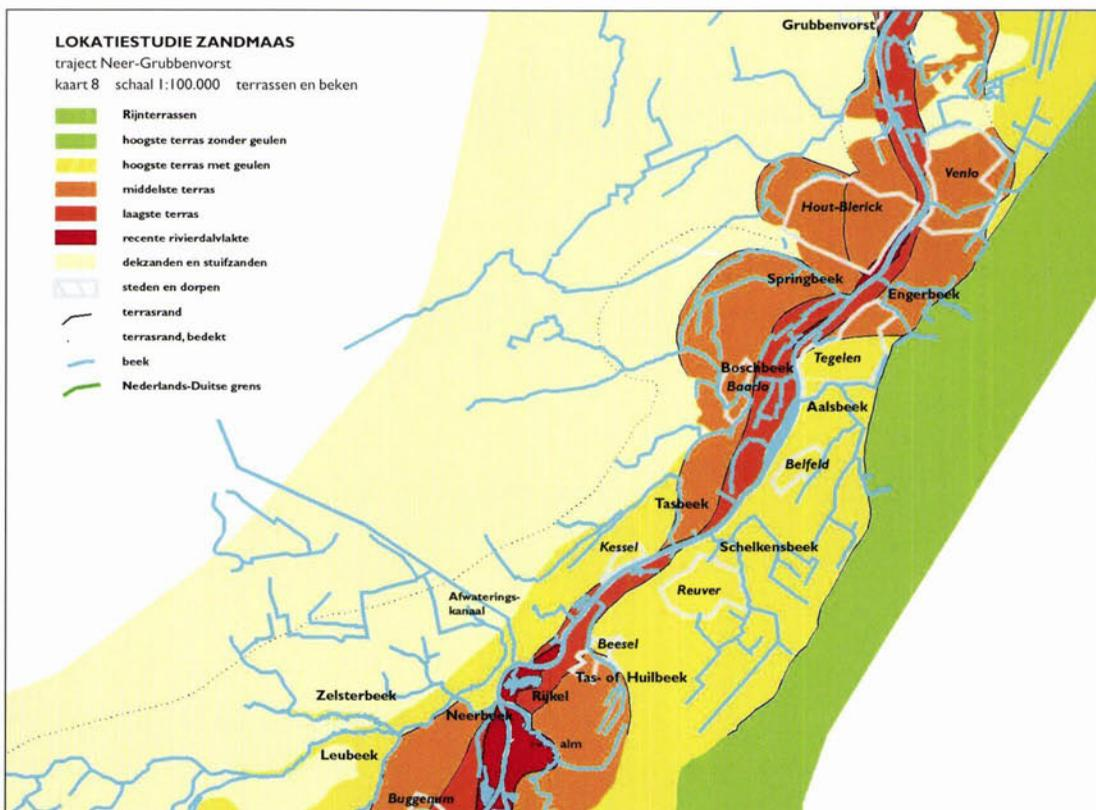 LOKATIESTUDIE ZANDMAAS
traject Neer-Grubbenvorst
kaart 8 schaal 1:100.000 terrassen en beken
Rijnterrassen
hoogste terras zonder geulen
hoogste terras met geulen
middelste terras
laagste terras
recente rivierdalvlakte
dekzanden en stuifzanden
steden en dorpen
terrasrand
terrasrand, bedekt
beek
Nederlands-Duitse grens
Grubbenvorst
Venlo
Hout-Blerick
Springbeek
Engerbeek
Tegelen
Boschbeek
Baarlo
Aalsbeek
Belfeld
Tasbeek
Kessel
Schelkensbeek
Reuver
Afwaterings-
kanaal
Beesel
Tas- of Huilbeek
Zelsterbeek
Rijkel
Neerbeek
alm
Leubeek
Buggenum